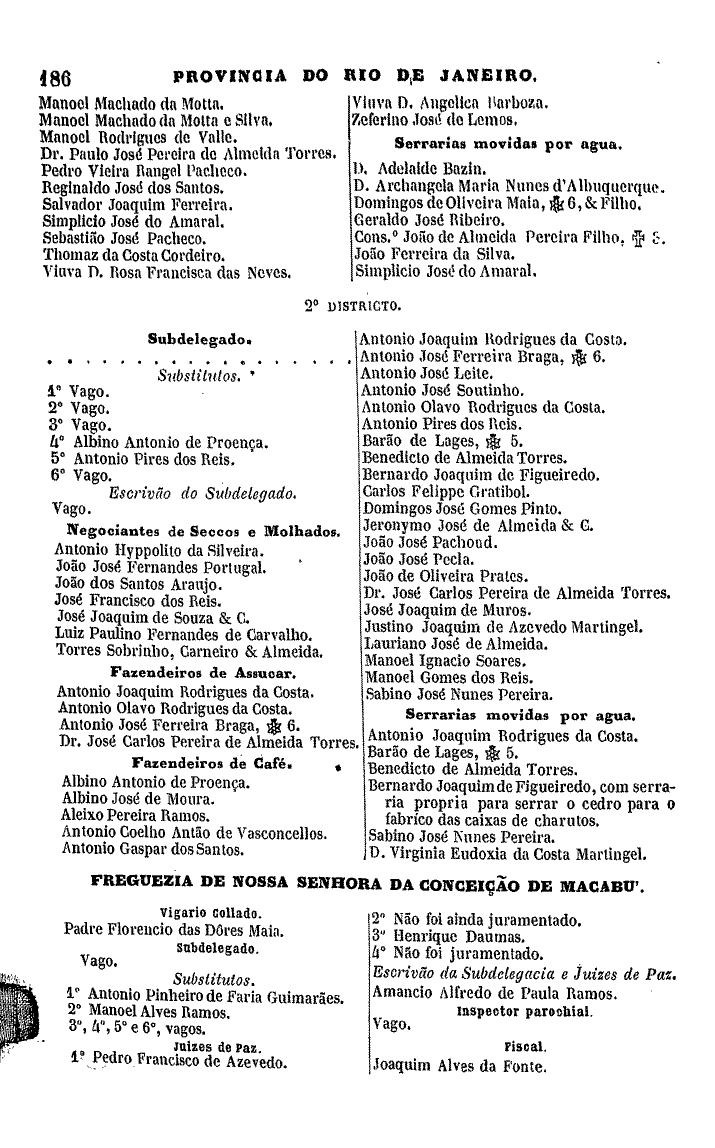 186 PROVINCIA DO RIO DE JANEIRO.
Manoel Machado da Motta.
Manoel Machado da Motta e Silva.
Manoel Rodrigues de Valle.
Dr. Paulo José Pereira de Almeida Torres.
Pedro Vieira Rangel Pacheco.
Reginaldo José dos Santos.
Salvador Joaquim Ferreira.
Simplicio José do Amaral.
Sebastião José Pacheco.
Thomaz da Costa Cordeiro.
Viuva D. Rosa Francisca das Neves.
Viuva D. Angelica Barboza.
Zeferino José de Lemos.
Serrarias movidas por agua.
D. Adelaide Bazin.
D. Archangela Maria Nunes d'Albuquerque.
Domingos de Oliveira Maia, 6, & Filho.
Geraldo José Ribeiro.
Cons.º João de Almeida Pereira Filho, 3.
João Ferreira da Silva.
Simplicio José do Amaral.
2º DISTRICTO.
Subdelegado.
. . . . . . . . . . . . . . . . . .
Substitutos.
1º Vago.
2º Vago.
3º Vago.
4º Albino Antonio de Proença.
5º Antonio Pires dos Reis.
6º Vago.
Escrivão do Subdelegado.
Vago.
Negociantes de Seccos e Molhados.
Antonio Hyppolito da Silveira.
João José Fernandes Portugal.
João dos Santos Araujo.
José Francisco dos Reis.
José Joaquim de Souza & C.
Luiz Paulino Fernandes de Carvalho.
Torres Sobrinho, Carneiro & Almeida.
Fazendeiros de Assucar.
Antonio Joaquim Rodrigues da Costa.
Antonio Olavo Rodrigues da Costa.
Antonio José Ferreira Braga, 6.
Dr. José Carlos Pereira de Almeida Torres.
Fazendeiros de Café.
Albino Antonio de Proença.
Albino José de Moura.
Aleixo Pereira Ramos.
Antonio Coelho Antão de Vasconcellos.
Antonio Gaspar dos Santos.
Antonio Joaquim Rodrigues da Costa.
Antonio José Ferreira Braga, 6.
Antonio José Leite.
Antonio José Soutinho.
Antonio Olavo Rodrigues da Costa.
Antonio Pires dos Reis.
Barão de Lages, 5.
Benedicto de Almeida Torres.
Bernardo Joaquim de Figueiredo.
Carlos Felippe Gratibol.
Domingos José Gomes Pinto.
Jeronymo José de Almeida & C.
João José Pachoud.
João José Pecla.
João de Oliveira Prates.
Dr. José Carlos Pereira de Almeida Torres.
José Joaquim de Muros.
Justino Joaquim de Azevedo Martingel.
Lauriano José de Almeida.
Manoel Ignacio Soares.
Manoel Gomes dos Reis.
Sabino José Nunes Pereira.
Serrarias movidas por agua.
Antonio Joaquim Rodrigues da Costa.
Barão de Lages, 5.
Benedicto de Almeida Torres.
Bernardo Joaquim de Figueiredo, com serra-
ria propria para serrar o cedro para o
fabrico das caixas de charutos.
Sabino José Nunes Pereira.
D. Virginia Eudoxia da Costa Martingel.
FREGUEZIA DE NOSSA SENHORA DA CONCEIÇÃO DE MACABU'.
Vigario Collado.
Padre Florencio das Dôres Maia.
Subdelegado.
Vago.
Substitutos.
1º Antonio Pinheiro de Faria Guimarães.
2º Manoel Alves Ramos.
3º, 4º, 5º e 6º, vagos.
Juizes de Paz.
1º Pedro Francisco de Azevedo.
2º Não foi ainda juramentado.
3º Henrique Daumas.
4º Não foi juramentado.
Escrivão da Subdelegacia e Juizes de Paz.
Amancio Alfredo de Paula Ramos.
Inspector parochial.
Vago.
Fiscal.
Joaquim Alves da Fonte.